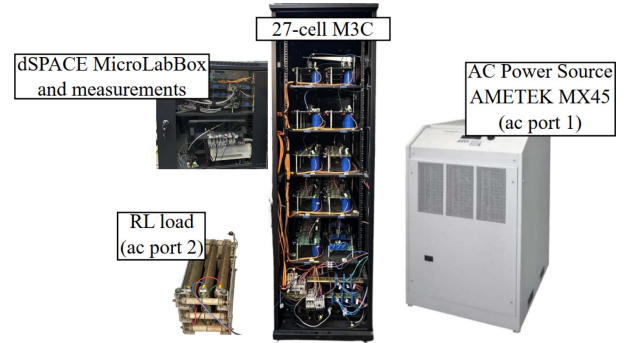 27-cell M3C
dSPACE MicroLabBox
and measurements
AC Power Source
AMETEK MX45
(ac port 1)
RL load
(ac port 2)